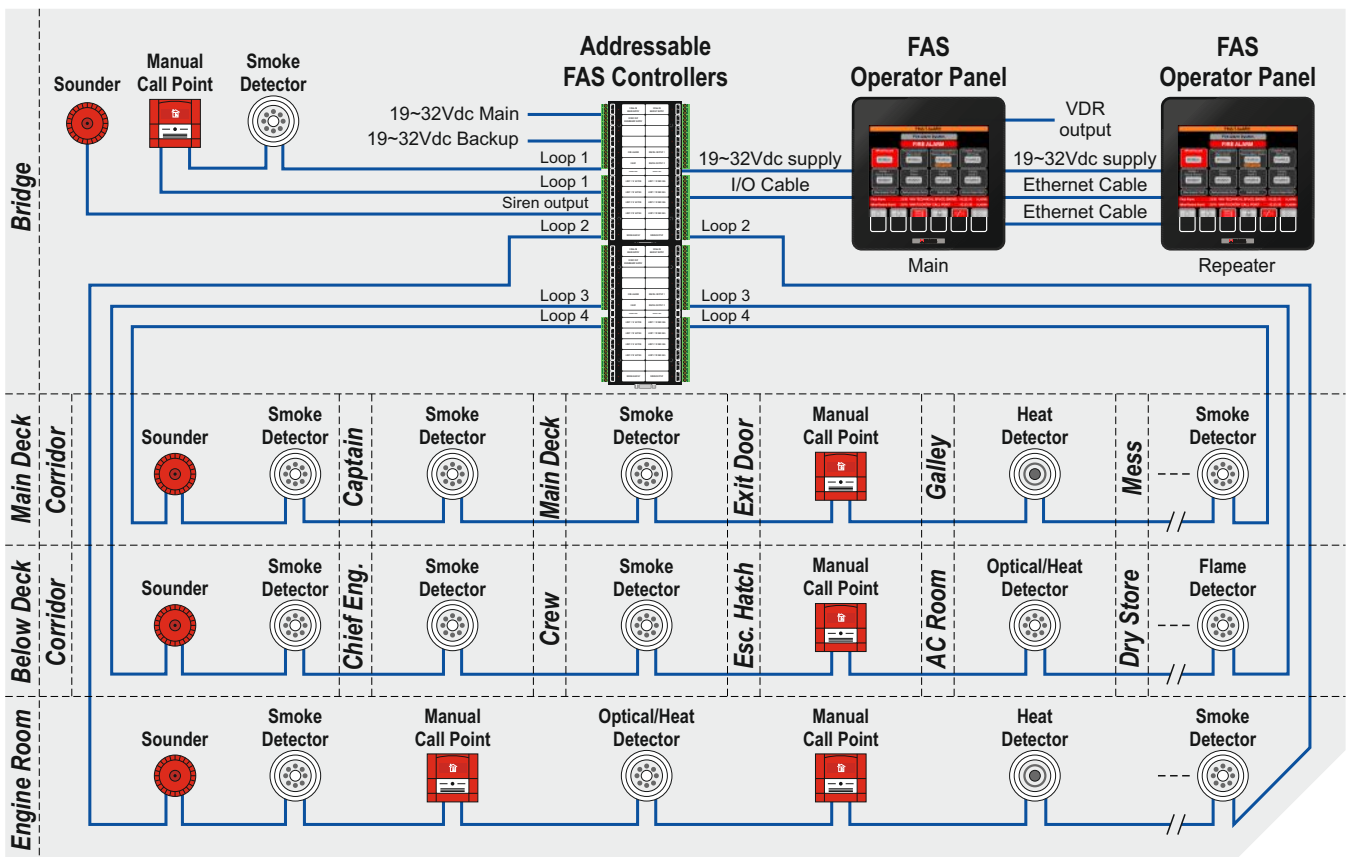 Addressable
FAS Controllers
FAS
Operator Panel
FAS
Operator Panel
Manual
Call Point
Smoke
Detector
Sounder
19~32Vdc Main
19~32Vdc Backup
Loop 1
Loop 1
Siren output
Loop 2
Loop 3
Loop 4
19~32Vdc supply
I/O Cable
Loop 2
Loop 3
Loop 4
VDR
output
19~32Vdc supply
Ethernet Cable
Ethernet Cable
FIRE ALARM
FIRE ALARM
Main
Repeater
Bridge
Main Deck
Corridor
Sounder
Smoke
Detector
Captain
Smoke
Detector
Main Deck
Smoke
Detector
Exit Door
Manual
Call Point
Galley
Heat
Detector
Mess
Smoke
Detector
Below Deck
Corridor
Sounder
Smoke
Detector
Chief Eng.
Smoke
Detector
Crew
Smoke
Detector
Esc. Hatch
Manual
Call Point
AC Room
Optical/Heat
Detector
Dry Store
Flame
Detector
Engine Room
Sounder
Smoke
Detector
Manual
Call Point
Optical/Heat
Detector
Manual
Call Point
Heat
Detector
Smoke
Detector